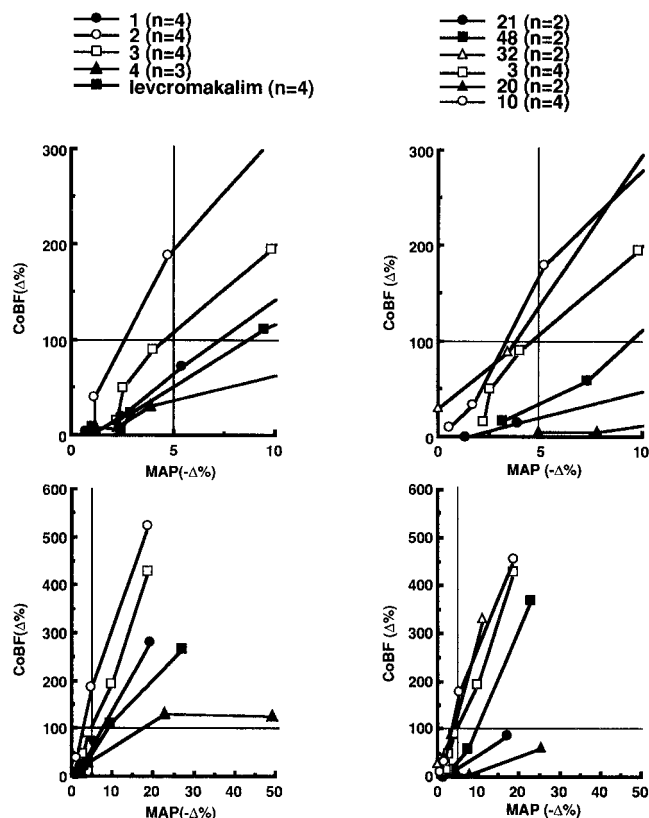 1 (n=4)
2 (n=4)
3 (n=4)
4 (n=3)
levcromakalim (n=4)
21 (n=2)
48 (n=2)
32 (n=2)
3 (n=4)
20 (n=2)
10 (n=4)
300
200
100
0
CoBF(Δ%)
0
5
10
MAP(-Δ%)
300
200
100
0
CoBF (Δ%)
0
5
10
MAP(-Δ%)
600
500
400
300
200
100
0
CoBF(Δ%)
0
10
20
30
40
50
MAP(-Δ%)
600
500
400
300
200
100
0
CoBF (Δ%)
0
10
20
30
40
50
MAP (-Δ%)